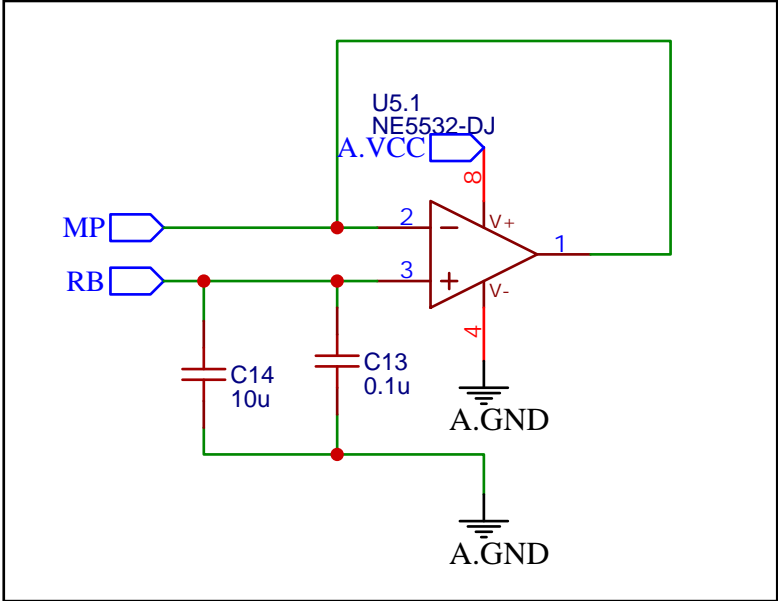 U5.1
NE5532-DJ
A.VCC
8
MP
2
V+
1
RB
3
V-
4
C14
10u
C13
0.1u
A.GND
A.GND